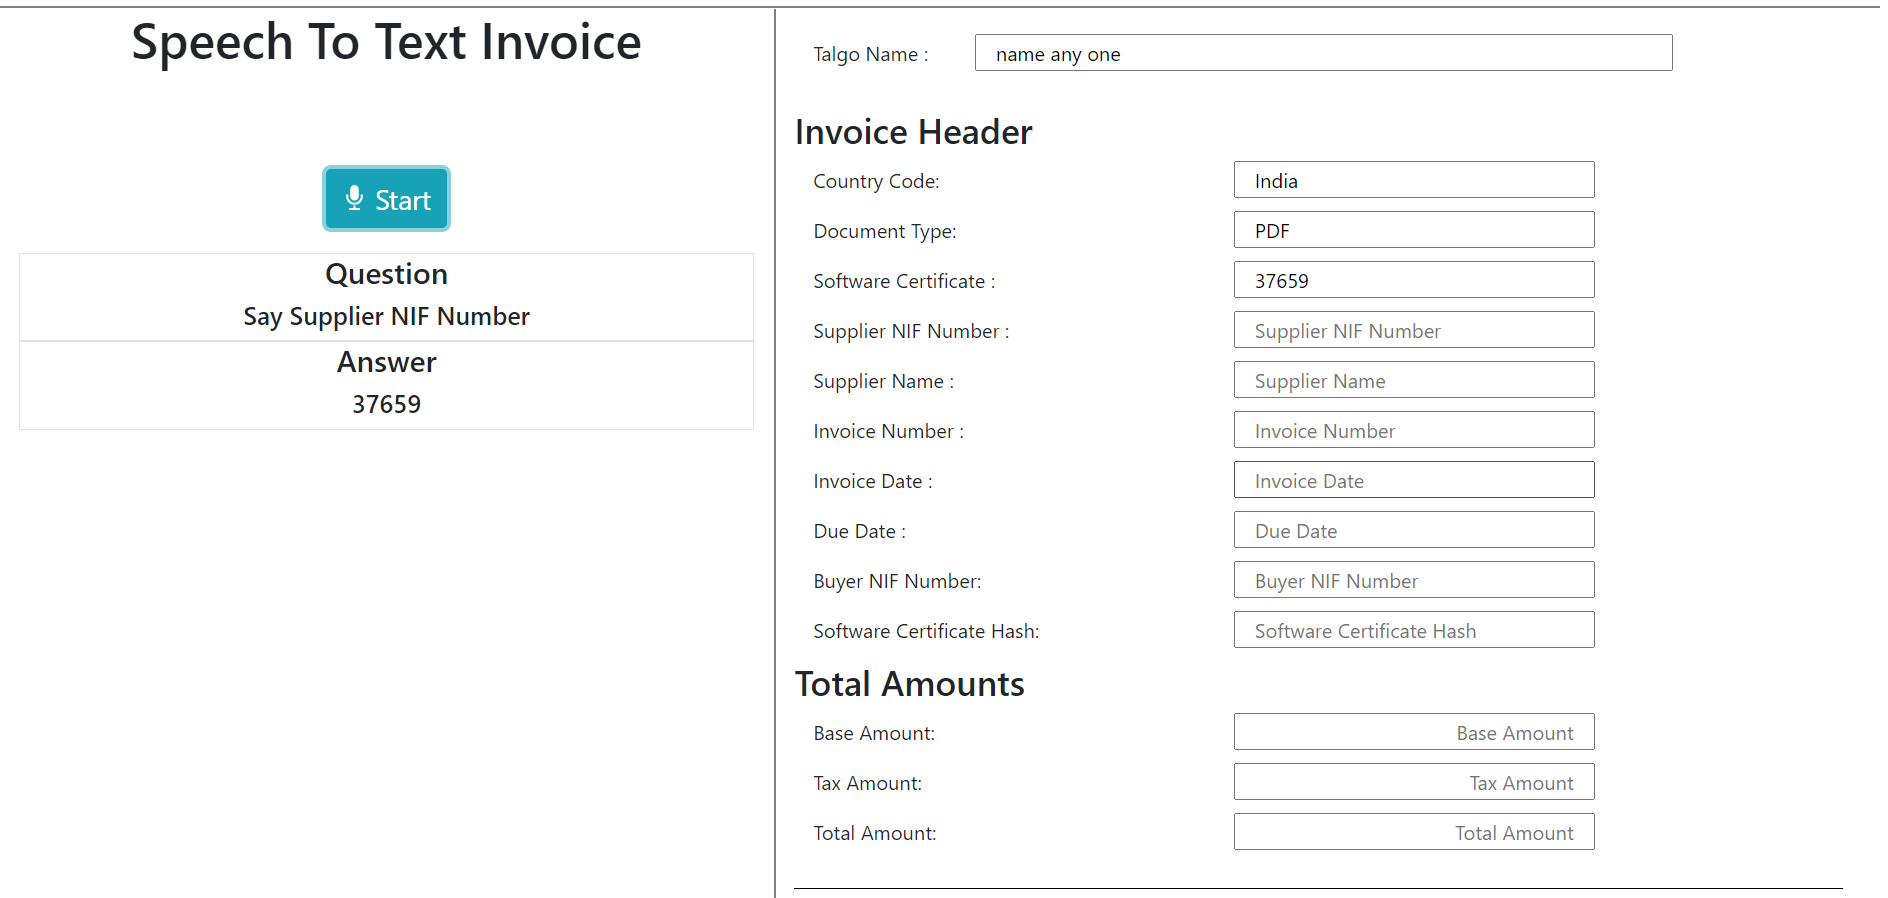 Speech To Text Invoice
Start
Question
Say Supplier NIF Number
Answer
37659
Talgo Name : name any one
Invoice Header
Country Code: India
Document Type: PDF
Software Certificate : 37659
Supplier NIF Number : Supplier NIF Number
Supplier Name : Supplier Name
Invoice Number : Invoice Number
Invoice Date : Invoice Date
Due Date : Due Date
Buyer NIF Number: Buyer NIF Number
Software Certificate Hash: Software Certificate Hash
Total Amounts
Base Amount: Base Amount
Tax Amount: Tax Amount
Total Amount: Total Amount